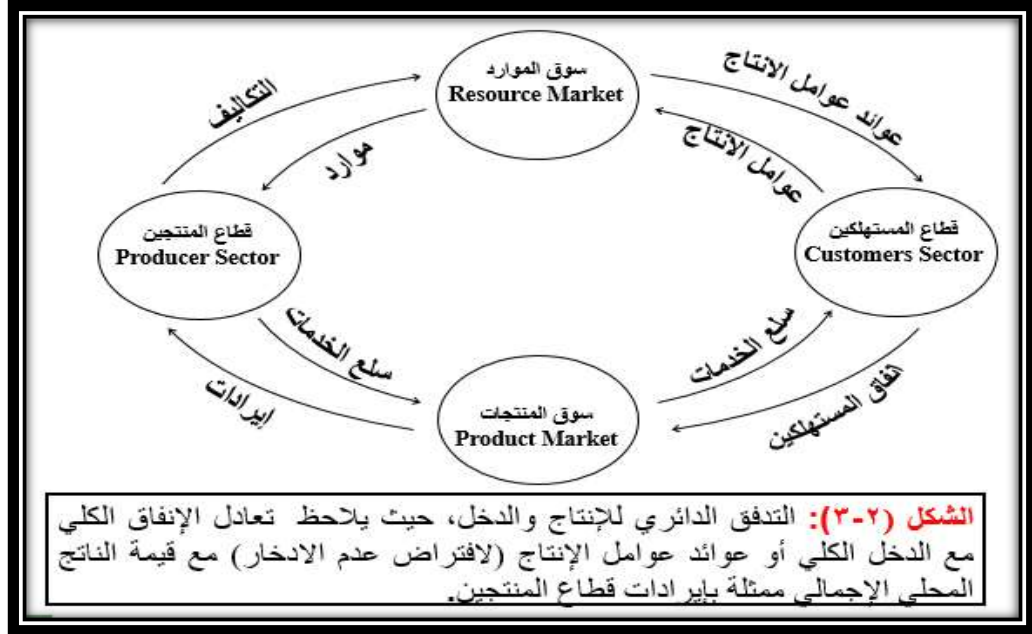 سوق الموارد
Resource Market
التكاليف
عوائد عوامل الانتاج
موارد
عوامل الانتاج
قطاع المنتجين
Producer Sector
قطاع المستهلكين
Customers Sector
سلع الخدمات
سلع الخدمات
إيرادات
انفاق المستهلكين
سوق المنتجات
Product Market
الشكل (٢-٣): التدفق الدائري للإنتاج والدخل، حيث يلاحظ تعادل الإنفاق الكلي
مع الدخل الكلي أو عوائد عوامل الإنتاج (لافتراض عدم الادخار) مع قيمة الناتج
المحلي الإجمالي ممثلة بإيرادات قطاع المنتجين.